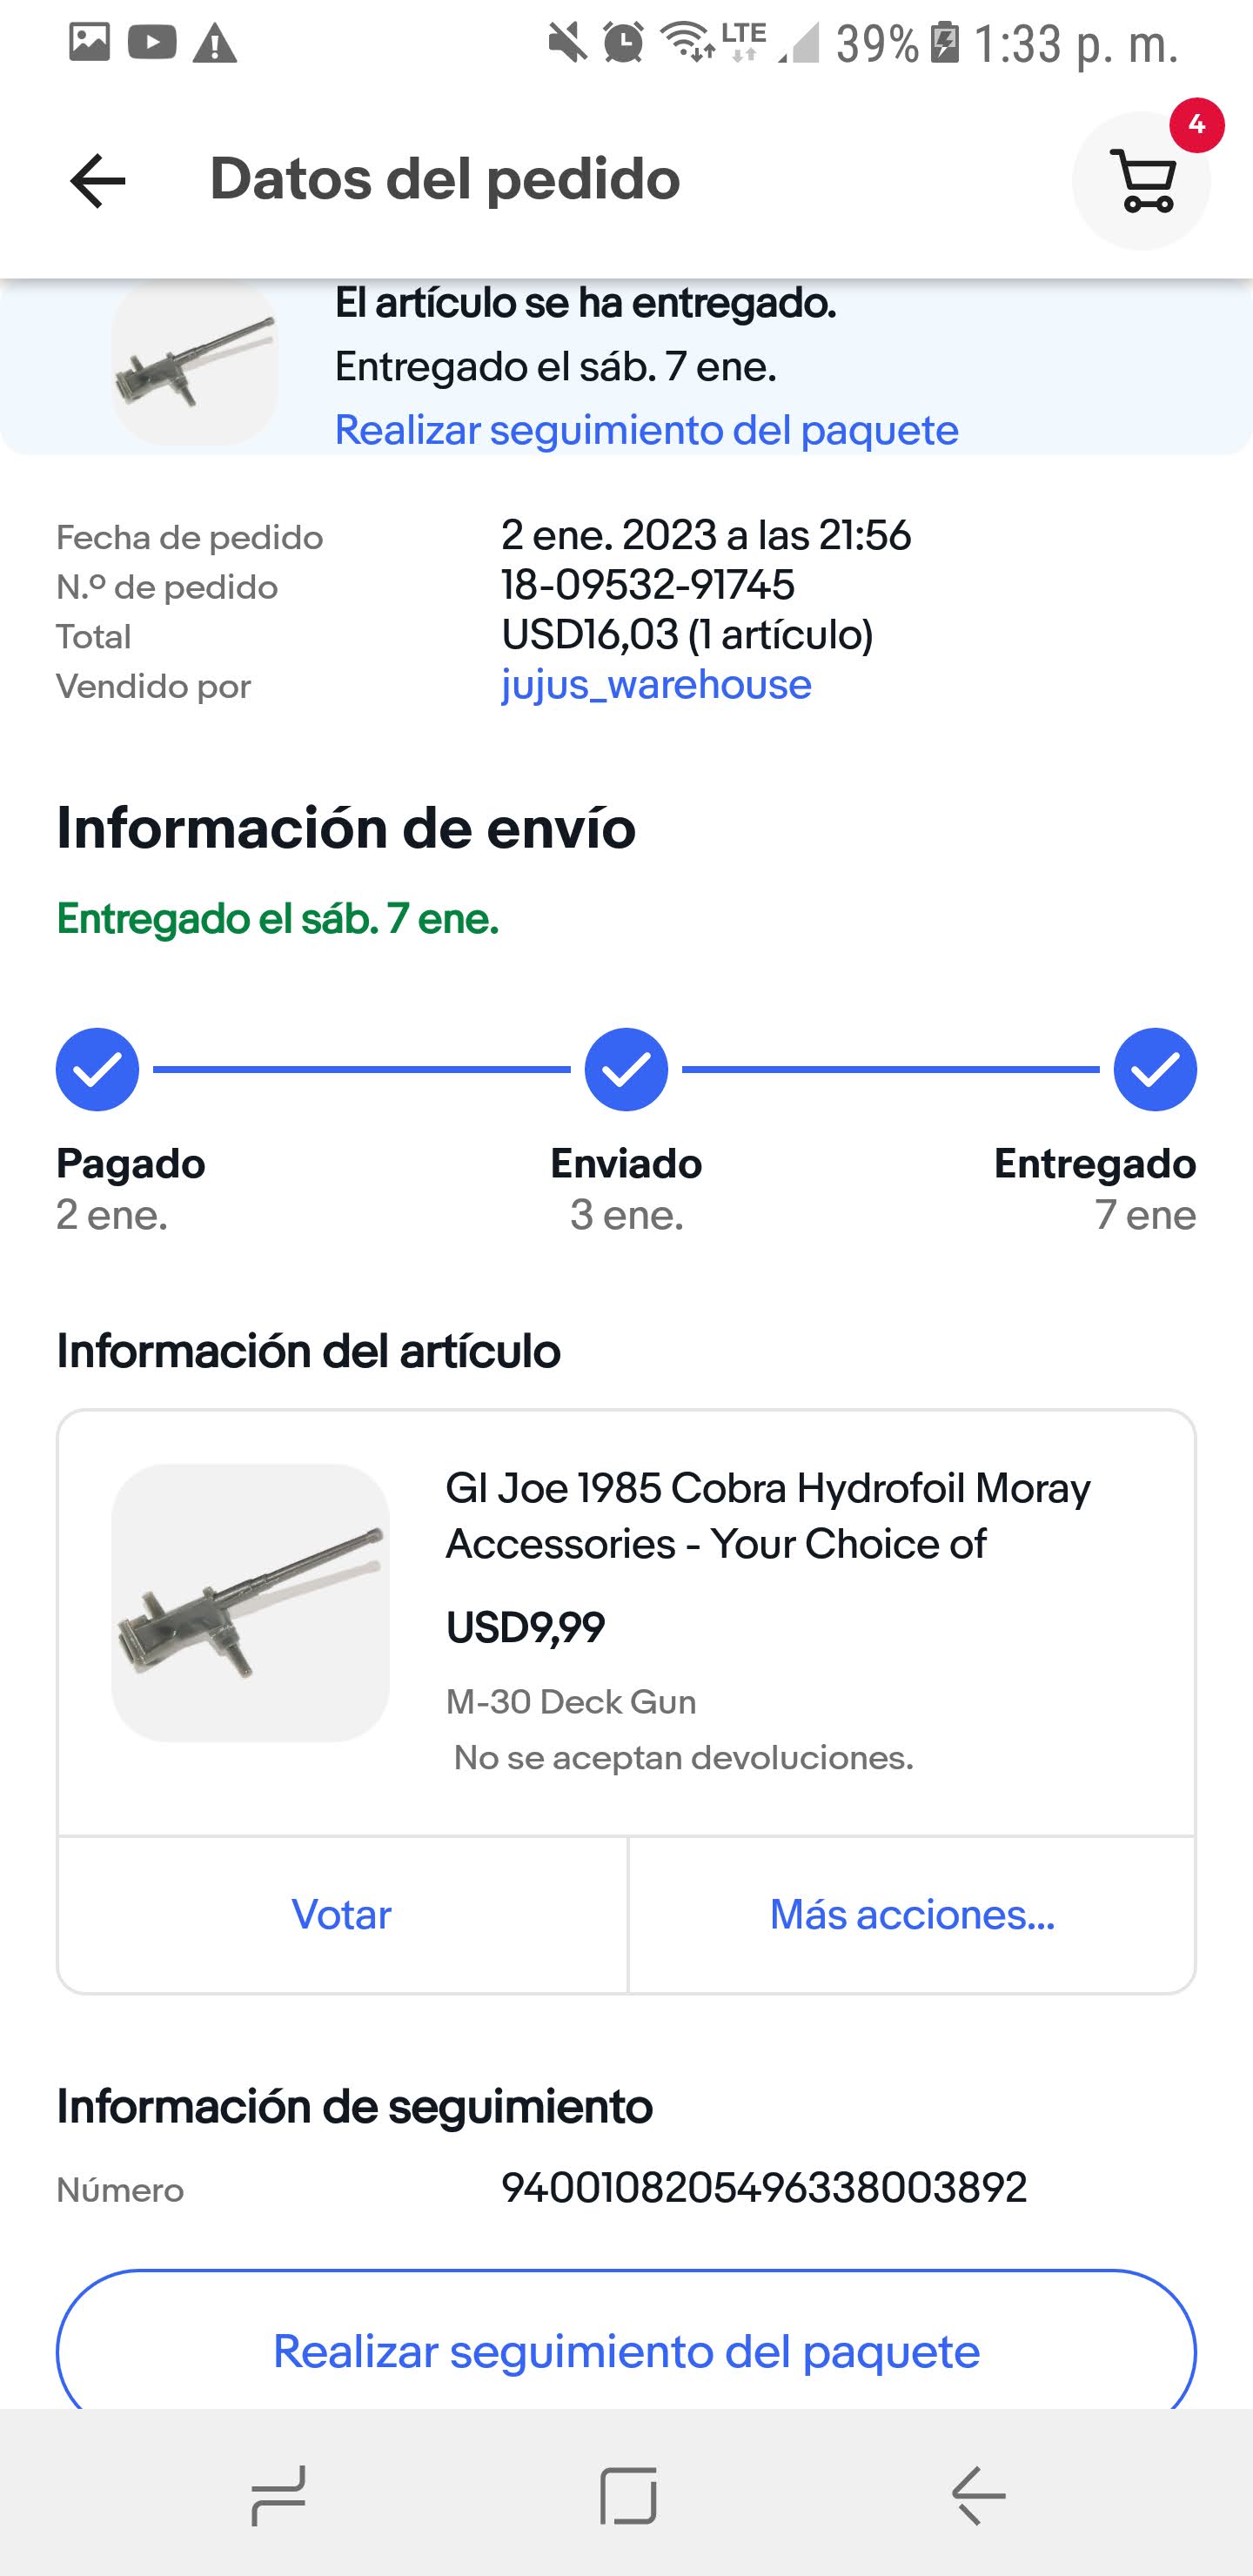 LTE 39% 1:33 p. m.
4
Datos del pedido
El artículo se ha entregado.
Entregado el sáb. 7 ene.
Realizar seguimiento del paquete
Fecha de pedido 2 ene. 2023 a las 21:56
N.º de pedido 18-09532-91745
Total USD16,03 (1 artículo)
Vendido por jujus_warehouse
Información de envío
Entregado el sáb. 7 ene.
Pagado Enviado Entregado
2 ene. 3 ene. 7 ene
Información del artículo
GI Joe 1985 Cobra Hydrofoil Moray
Accessories - Your Choice of
USD9,99
M-30 Deck Gun
No se aceptan devoluciones.
Votar Más acciones...
Información de seguimiento
Número 9400108205496338003892
Realizar seguimiento del paquete